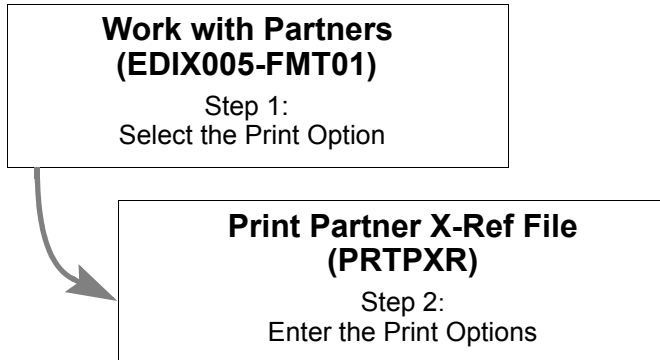 Work with Partners
(EDIX005-FMT01)
Step 1:
Select the Print Option
Print Partner X-Ref File
(PRTPXR)
Step 2:
Enter the Print Options